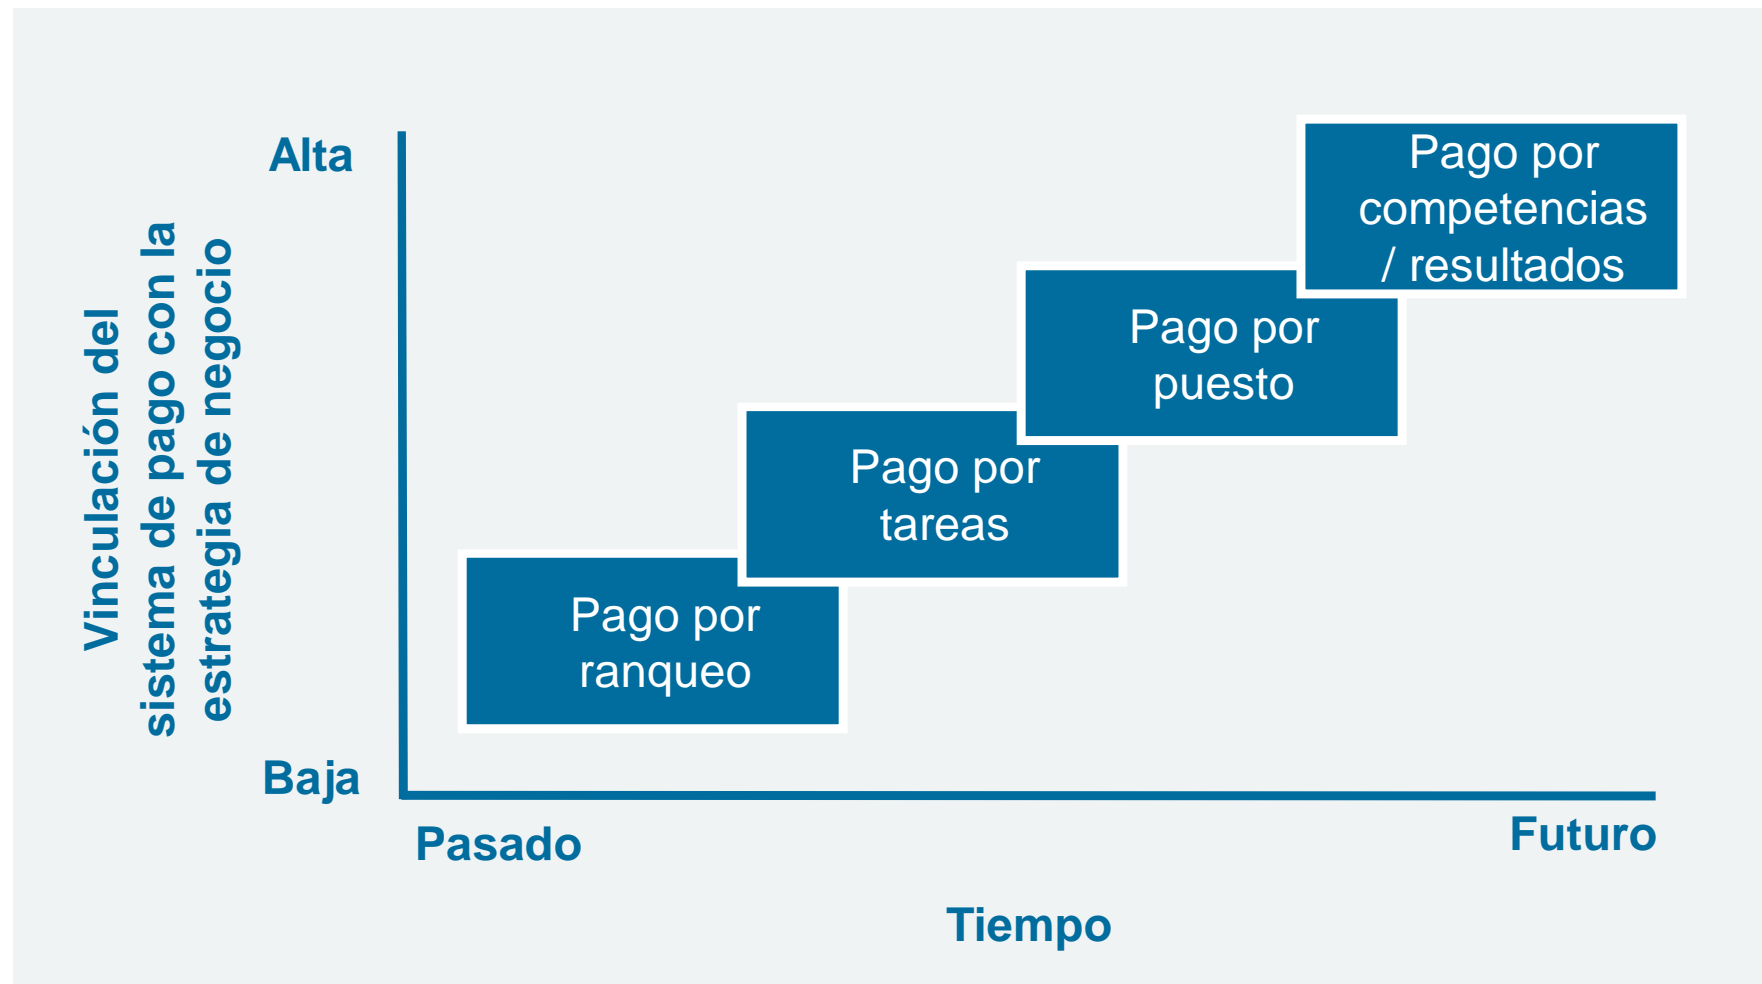 Alta
Pago por
competencias
/ resultados
Vinculación del
sistema de pago con la
estrategia de negocio
Pago por
puesto
Pago por
tareas
Pago por
ranqueo
Baja
Pasado
Futuro
Tiempo